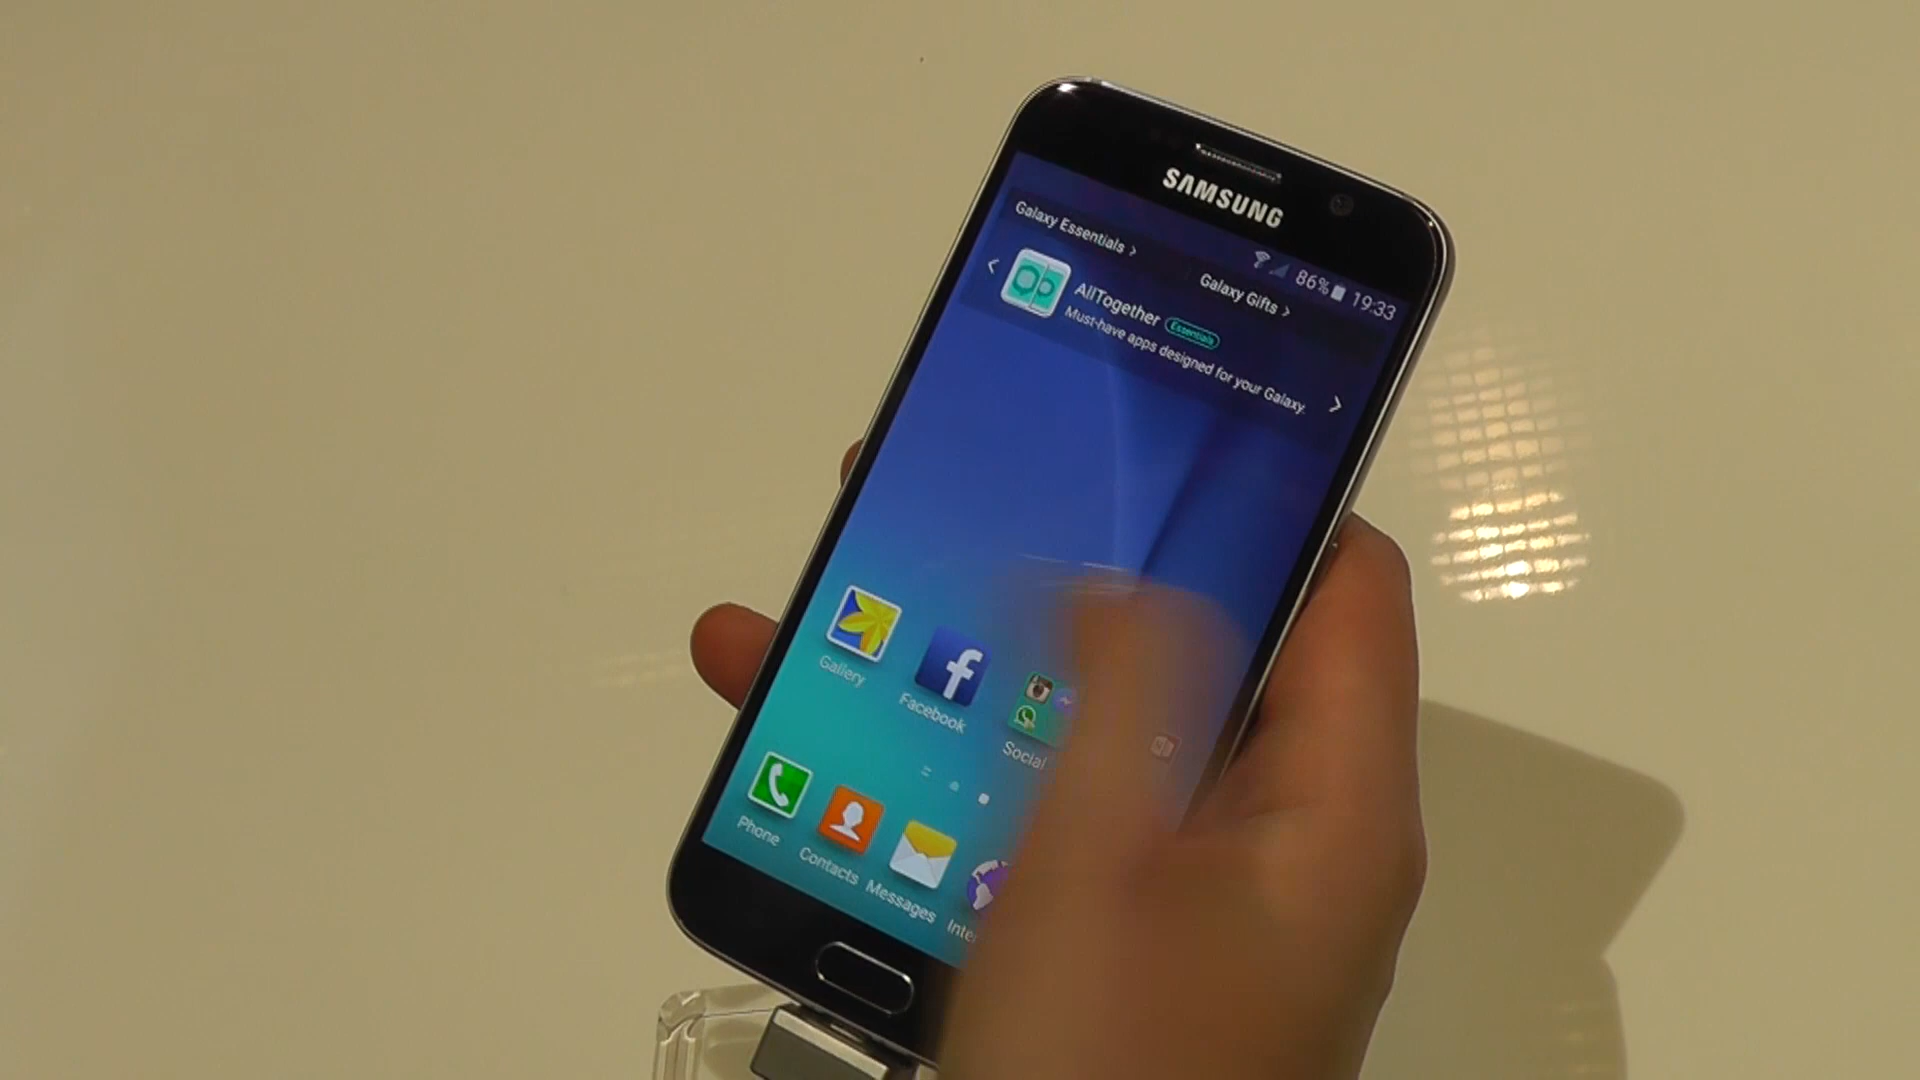 SAMSUNG
86% 19:33
Galaxy Essentials >
Galaxy Gifts >
AllTogether Essentials
Must-have apps designed for your Galaxy.
Gallery
Facebook
Social
Phone
Contacts
Messages